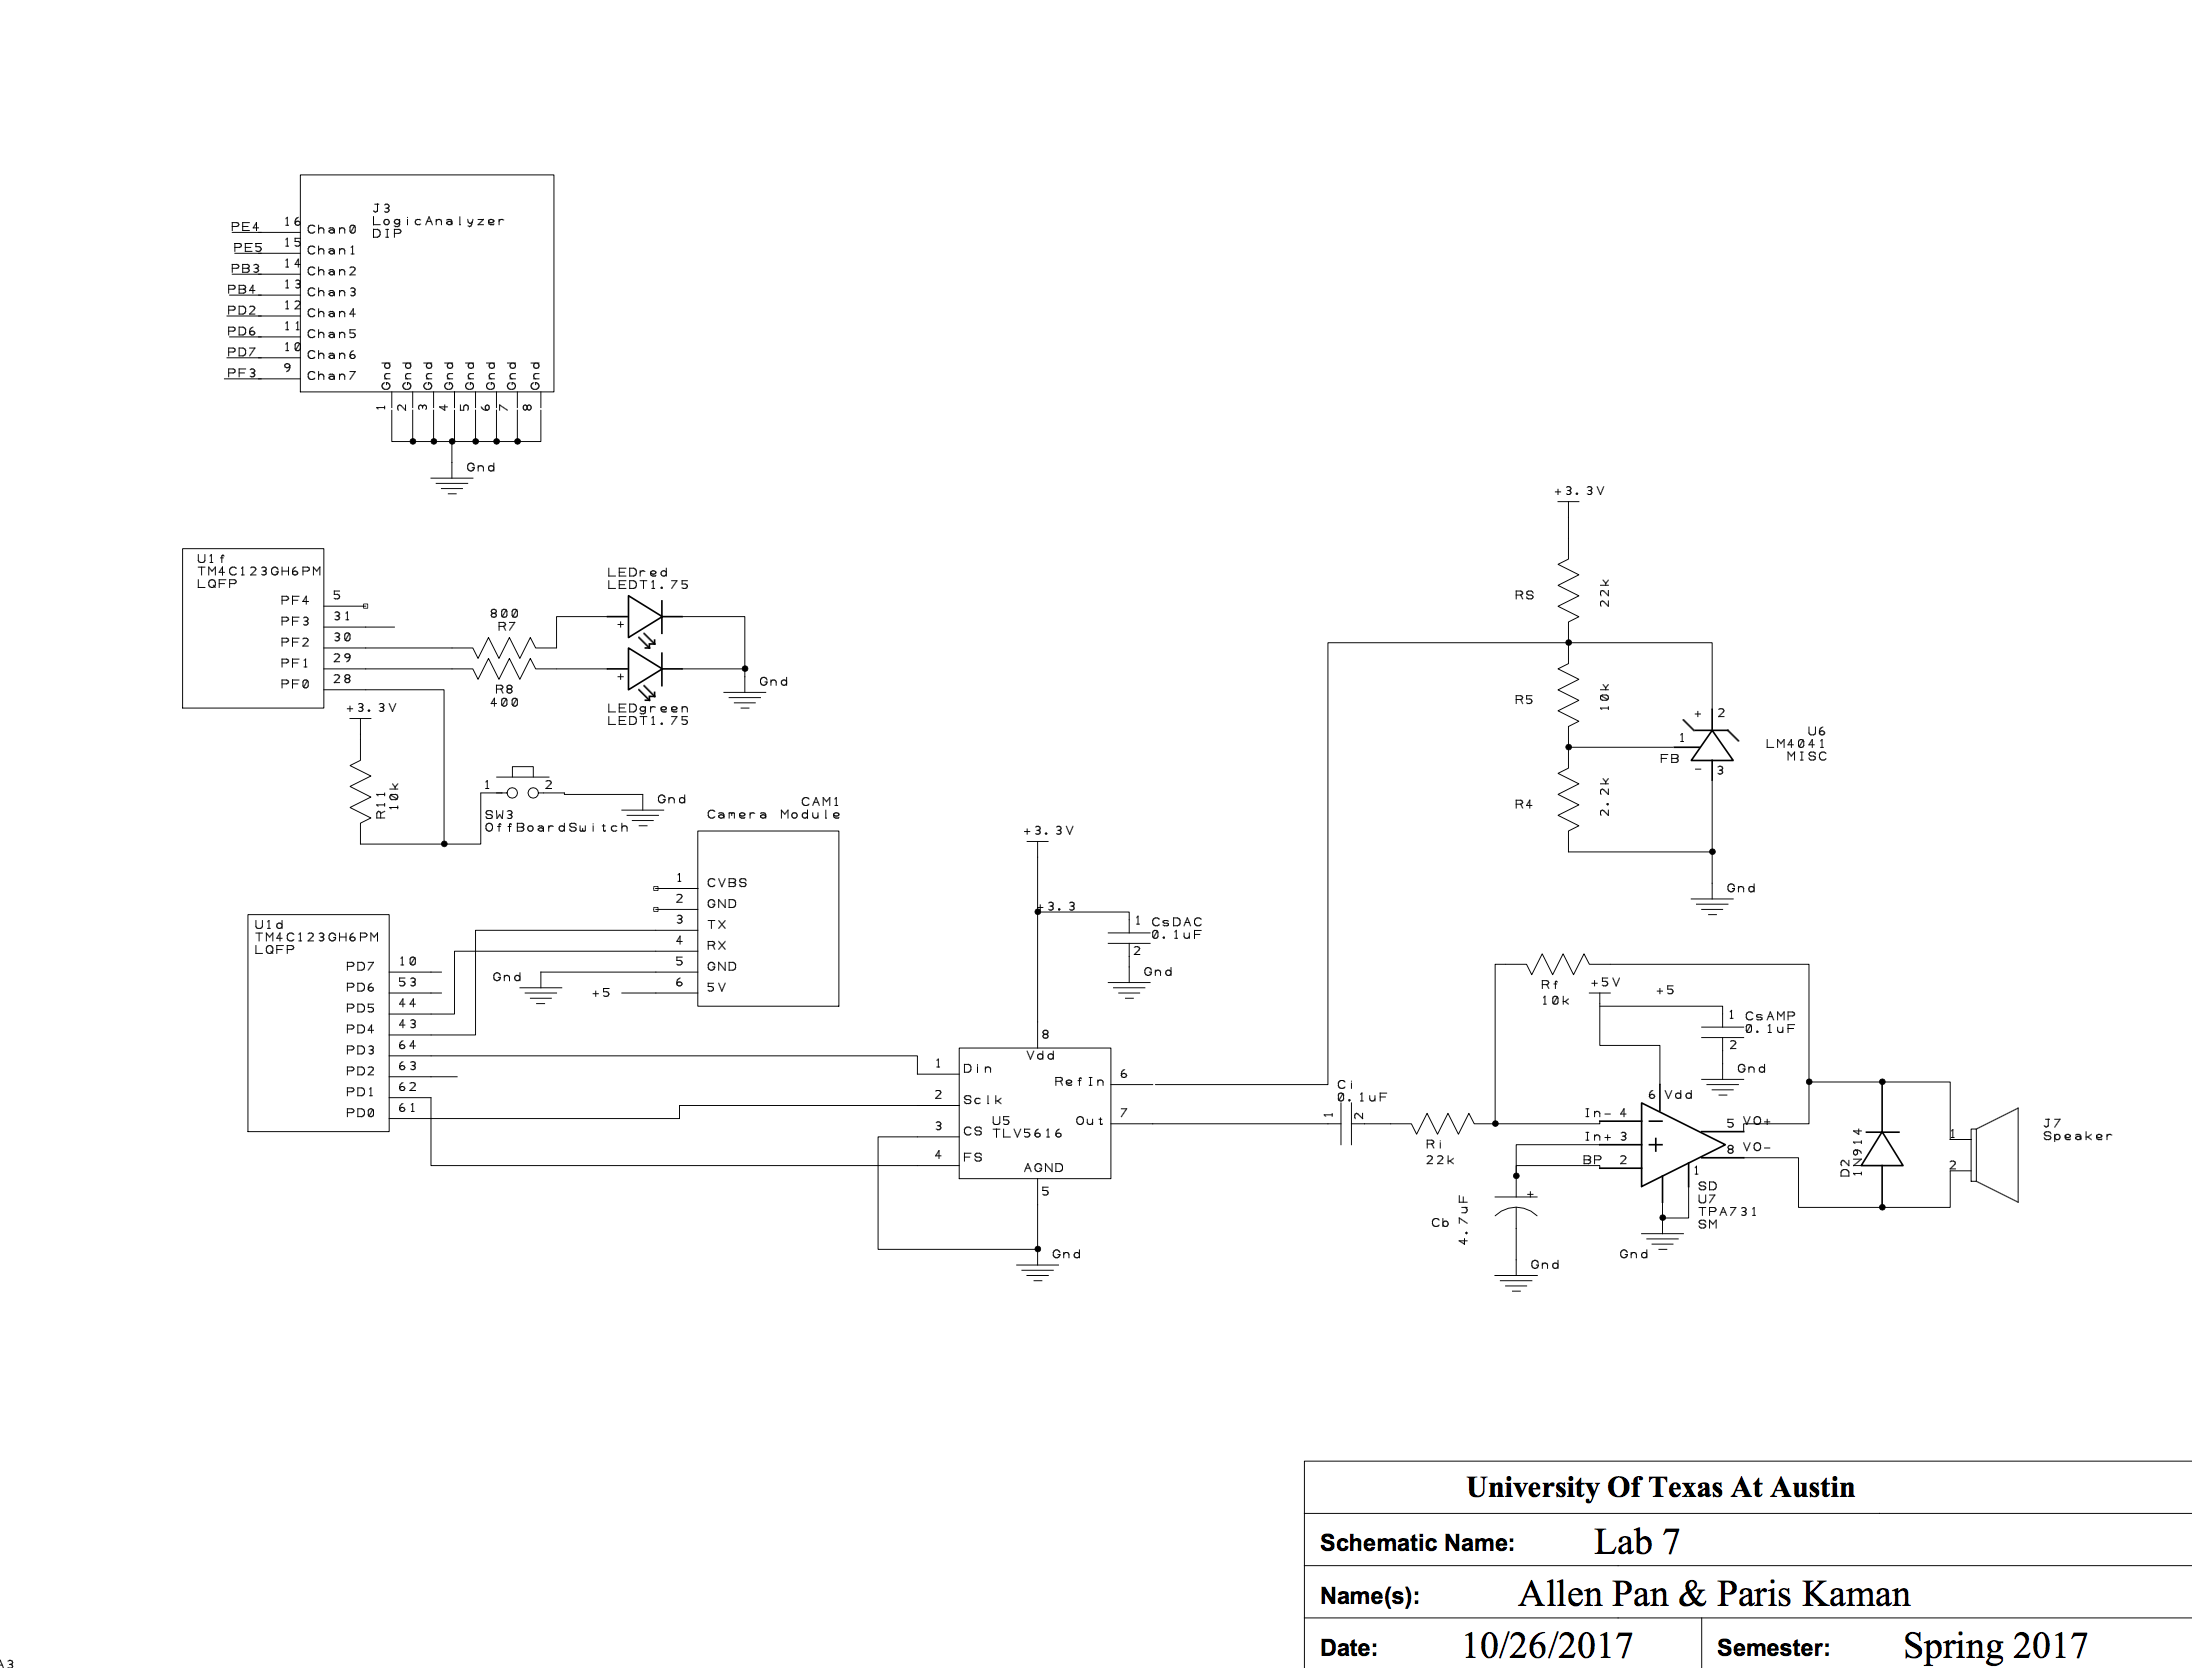 J3
LogicAnalyzer
DIP
PE4 16 Chan0
PE5 15 Chan1
PB3 14 Chan2
PB4 13 Chan3
PD2 12 Chan4
PD6 11 Chan5
PD7 10 Chan6
PF3 9 Chan7
Gnd Gnd Gnd Gnd Gnd Gnd Gnd Gnd
1 2 3 4 5 6 7 8
Gnd
U1f
TM4C123GH6PM
LQFP
PF4 5
PF3 31
PF2 30
PF1 29
PF0 28
800
R7
R8
400
LEDred
LEDT1.75
+
+
LEDgreen
LEDT1.75
Gnd
+3.3V
R11
10k
1 2
SW3
OffBoardSwitch
Gnd
CAM1
Camera Module
1 CVBS
2 GND
3 TX
4 RX
5 GND
6 5V
Gnd
+5
U1d
TM4C123GH6PM
LQFP
PD7 10
PD6 53
PD5 44
PD4 43
PD3 64
PD2 63
PD1 62
PD0 61
+3.3V
+3.3
1 CsDAC
0.1uF
2
Gnd
8
Vdd
1 Din
2 Sclk
3 CS
4 FS
U5
TLV5616
RefIn 6
Out 7
AGND
5
Gnd
+3.3V
RS 22k
R5 10k
R4 2.2k
+ 2
1
FB
- 3
U6
LM4041
MISC
Gnd
Ci
0.1uF
1 2
Ri
22k
Rf
10k
+5V
+5
1 CsAMP
0.1uF
2
Gnd
6 Vdd
In- 4
In+ 3
BP 2
5 VO+
8 VO-
1
SD
U7
TPA731
SM
Gnd
+
Cb 4.7uF
Gnd
D2
1N914
1
2
J7
Speaker
University Of Texas At Austin
Schematic Name: Lab 7
Name(s): Allen Pan & Paris Kaman
Date: 10/26/2017 Semester: Spring 2017
A3